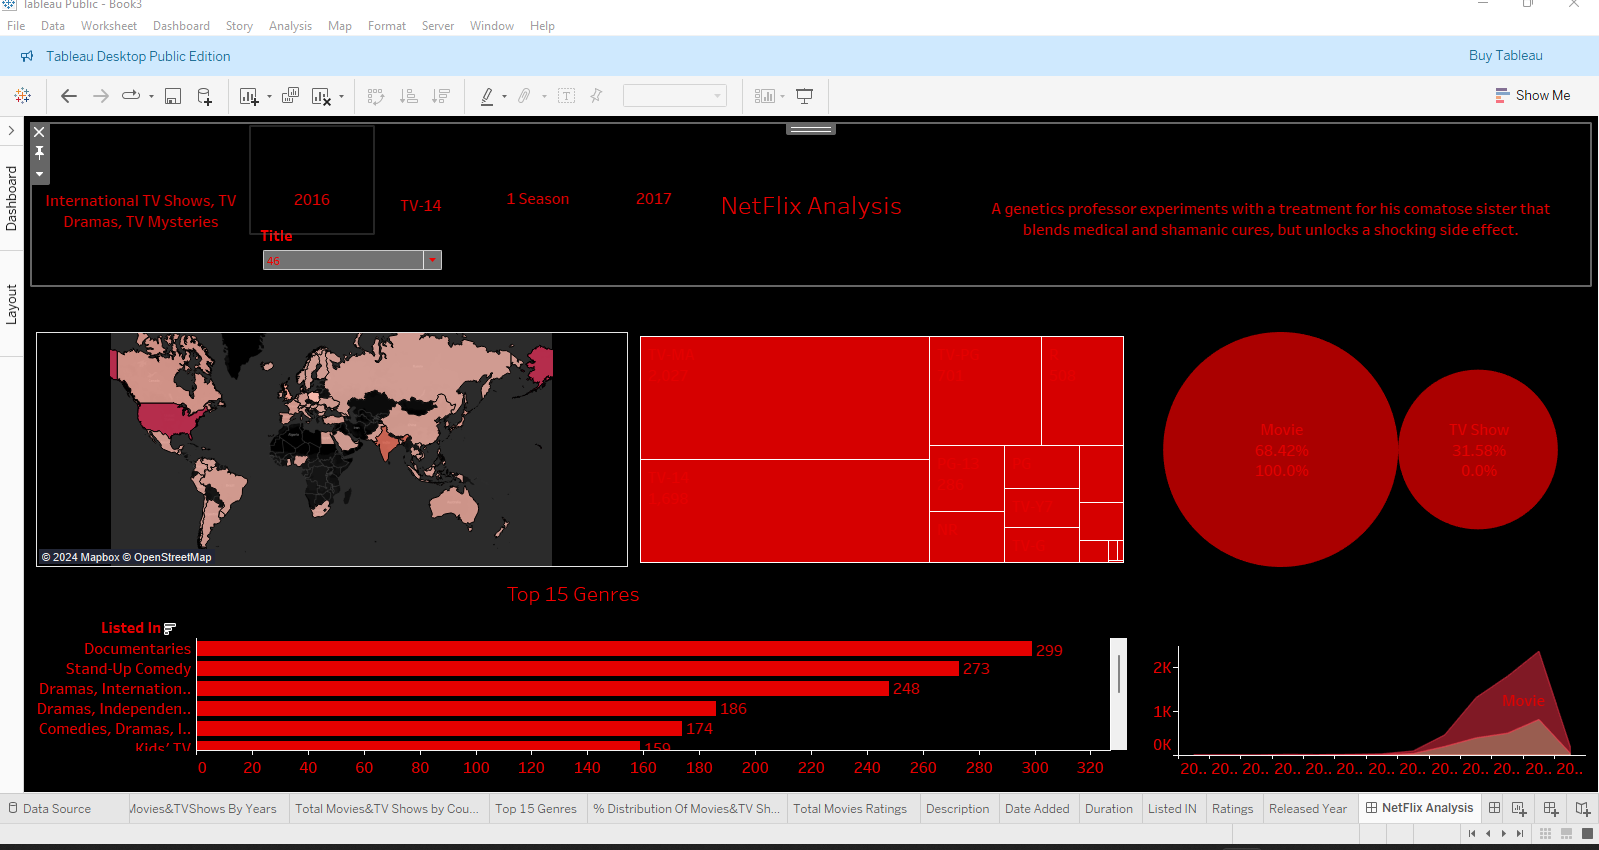 Tableau Public - Book3
File Data Worksheet Dashboard Story Analysis Map Format Server Window Help
Tableau Desktop Public Edition
Buy Tableau
Show Me
Dashboard
Layout
International TV Shows, TV
Dramas, TV Mysteries
2016
TV-14
1 Season
2017
NetFlix Analysis
A genetics professor experiments with a treatment for his comatose sister that
blends medical and shamanic cures, but unlocks a shocking side effect.
Title
46
© 2024 Mapbox © OpenStreetMap
Movie
68.42%
100.0%
TV Show
31.58%
0.0%
Top 15 Genres
Listed In
Documentaries 299
Stand-Up Comedy 273
Dramas, Internation.. 248
Dramas, Independen.. 186
Comedies, Dramas, I.. 174
Kids' TV 159
0 20 40 60 80 100 120 140 160 180 200 220 240 260 280 300 320
2K
1K
0K
Movie
20.. 20.. 20.. 20.. 20.. 20.. 20.. 20.. 20.. 20.. 20.. 20.. 20..
Data Source
Movies&TVShows By Years
Total Movies&TV Shows by Cou...
Top 15 Genres
% Distribution Of Movies&TV Sh...
Total Movies Ratings
Description
Date Added
Duration
Listed IN
Ratings
Released Year
NetFlix Analysis